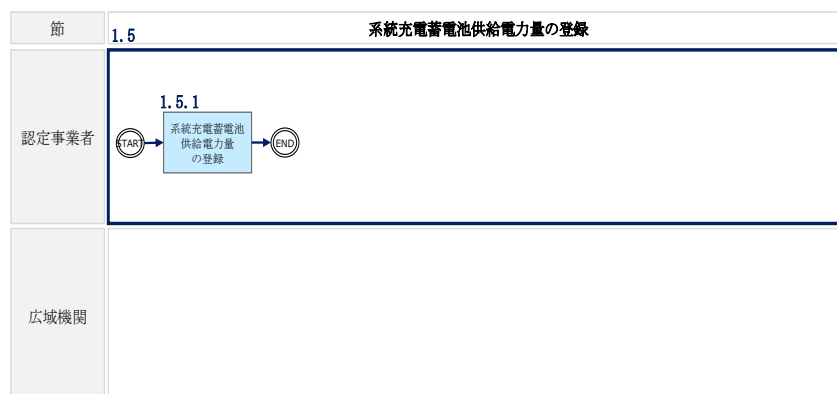 節
1.5
系統充電蓄電池供給電力量の登録
認定事業者
1.5.1
START
系統充電蓄電池
供給電力量
の登録
END
広域機関